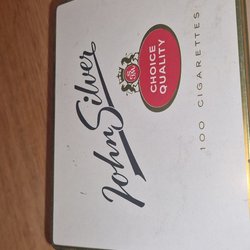 John Silver
CHOICE
QUALITY
100 CIGARETTES